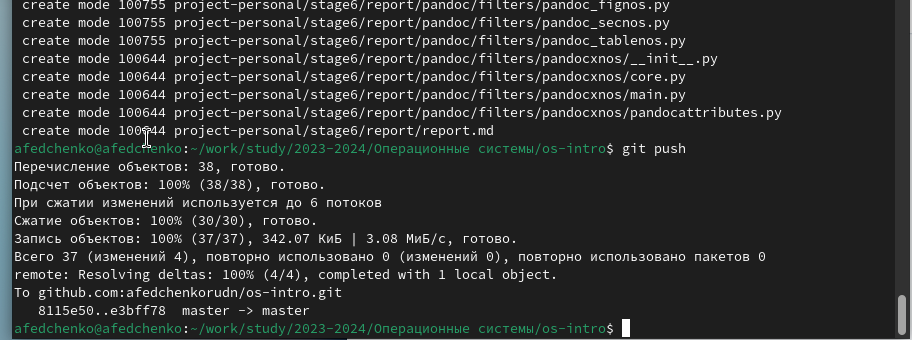 create mode 100755 project-personal/stage6/report/pandoc/filters/pandoc_fignos.py
create mode 100755 project-personal/stage6/report/pandoc/filters/pandoc_secnos.py
create mode 100755 project-personal/stage6/report/pandoc/filters/pandoc_tablenos.py
create mode 100644 project-personal/stage6/report/pandoc/filters/pandocxnos/__init__.py
create mode 100644 project-personal/stage6/report/pandoc/filters/pandocxnos/core.py
create mode 100644 project-personal/stage6/report/pandoc/filters/pandocxnos/main.py
create mode 100644 project-personal/stage6/report/pandoc/filters/pandocxnos/pandocattributes.py
create mode 100644 project-personal/stage6/report/report.md
afedchenko@afedchenko:~/work/study/2023-2024/Операционные системы/os-intro$ git push
Перечисление объектов: 38, готово.
Подсчет объектов: 100% (38/38), готово.
При сжатии изменений используется до 6 потоков
Сжатие объектов: 100% (30/30), готово.
Запись объектов: 100% (37/37), 342.07 КиБ | 3.08 МиБ/с, готово.
Всего 37 (изменений 4), повторно использовано 0 (изменений 0), повторно использовано пакетов 0
remote: Resolving deltas: 100% (4/4), completed with 1 local object.
To github.com:afedchenkorudn/os-intro.git
8115e50..e3bff78  master -> master
afedchenko@afedchenko:~/work/study/2023-2024/Операционные системы/os-intro$